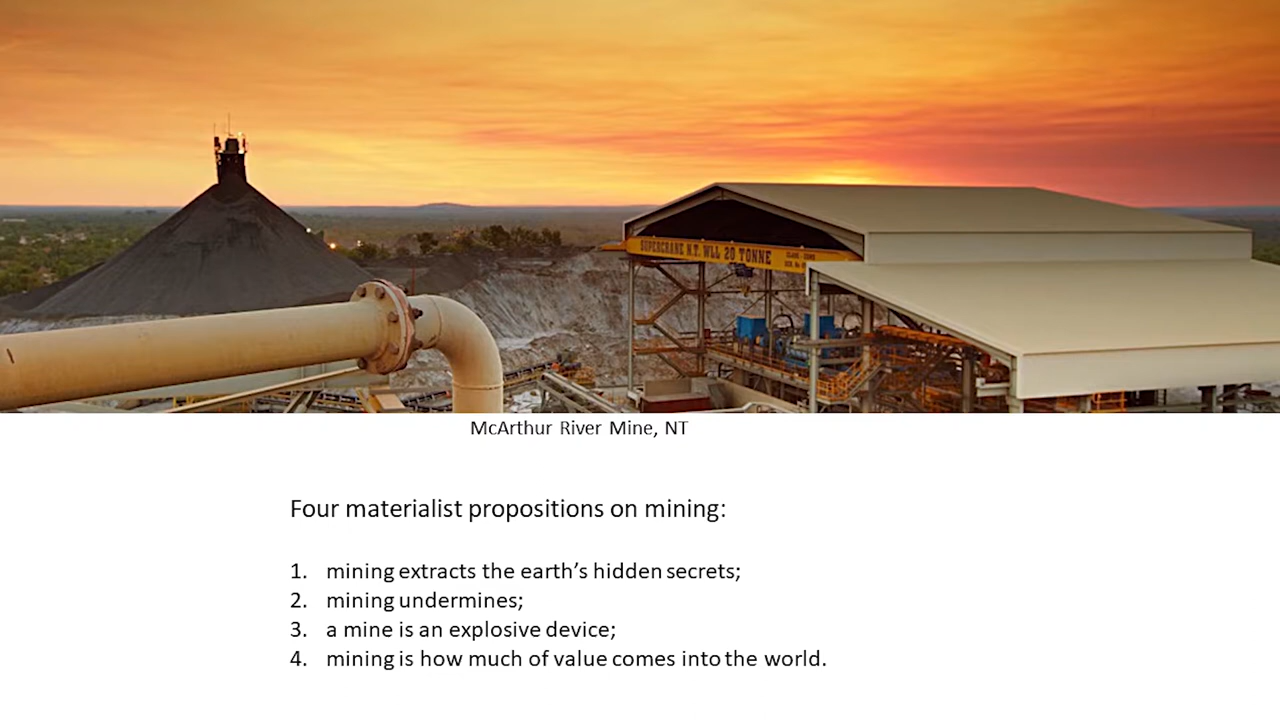 SUPERCRANE N.T. WLL 20 TONNE
McArthur River Mine, NT
Four materialist propositions on mining:
1. mining extracts the earth’s hidden secrets;
2. mining undermines;
3. a mine is an explosive device;
4. mining is how much of value comes into the world.